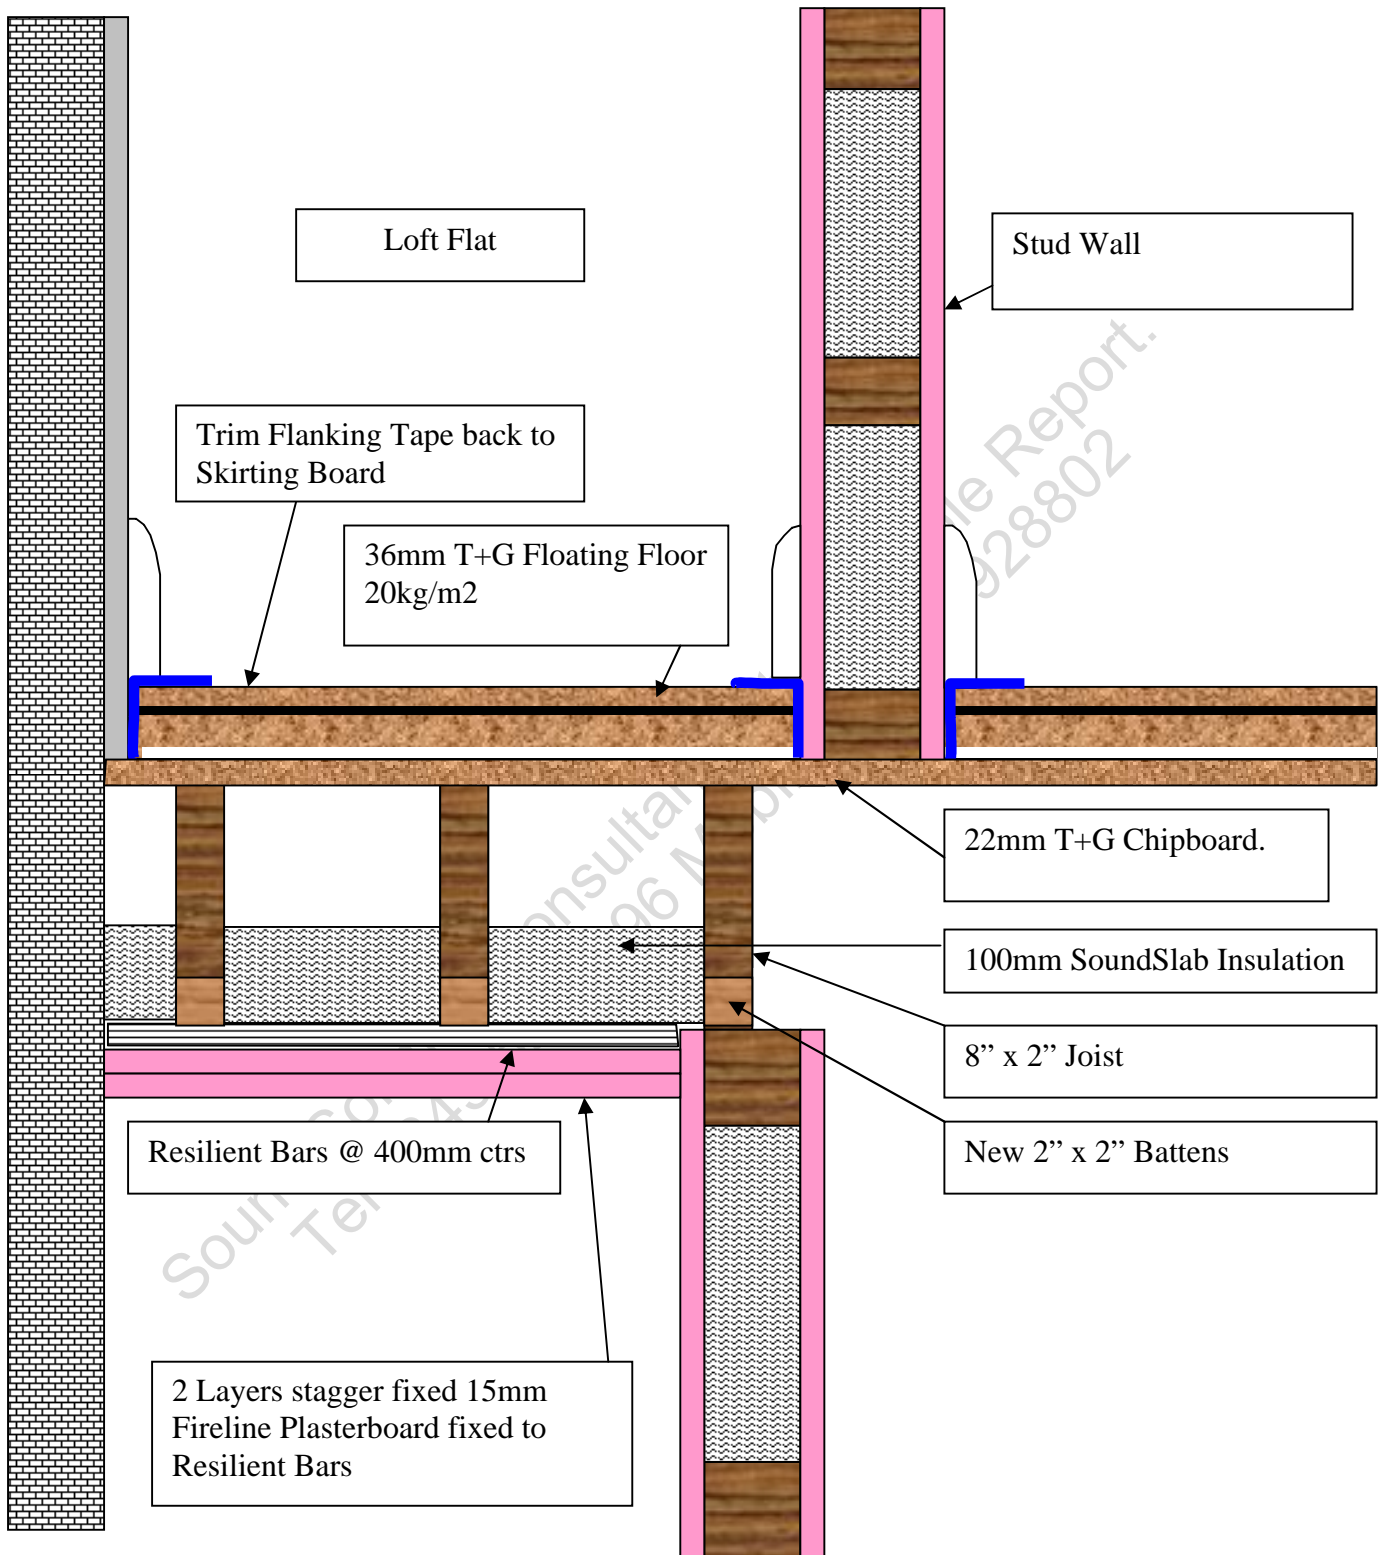 Loft Flat
Stud Wall
Trim Flanking Tape back to
Skirting Board
36mm T+G Floating Floor
20kg/m2
22mm T+G Chipboard.
100mm SoundSlab Insulation
8” x 2” Joist
Resilient Bars @ 400mm ctrs
New 2” x 2” Battens
2 Layers stagger fixed 15mm
Fireline Plasterboard fixed to
Resilient Bars
Report.
928802